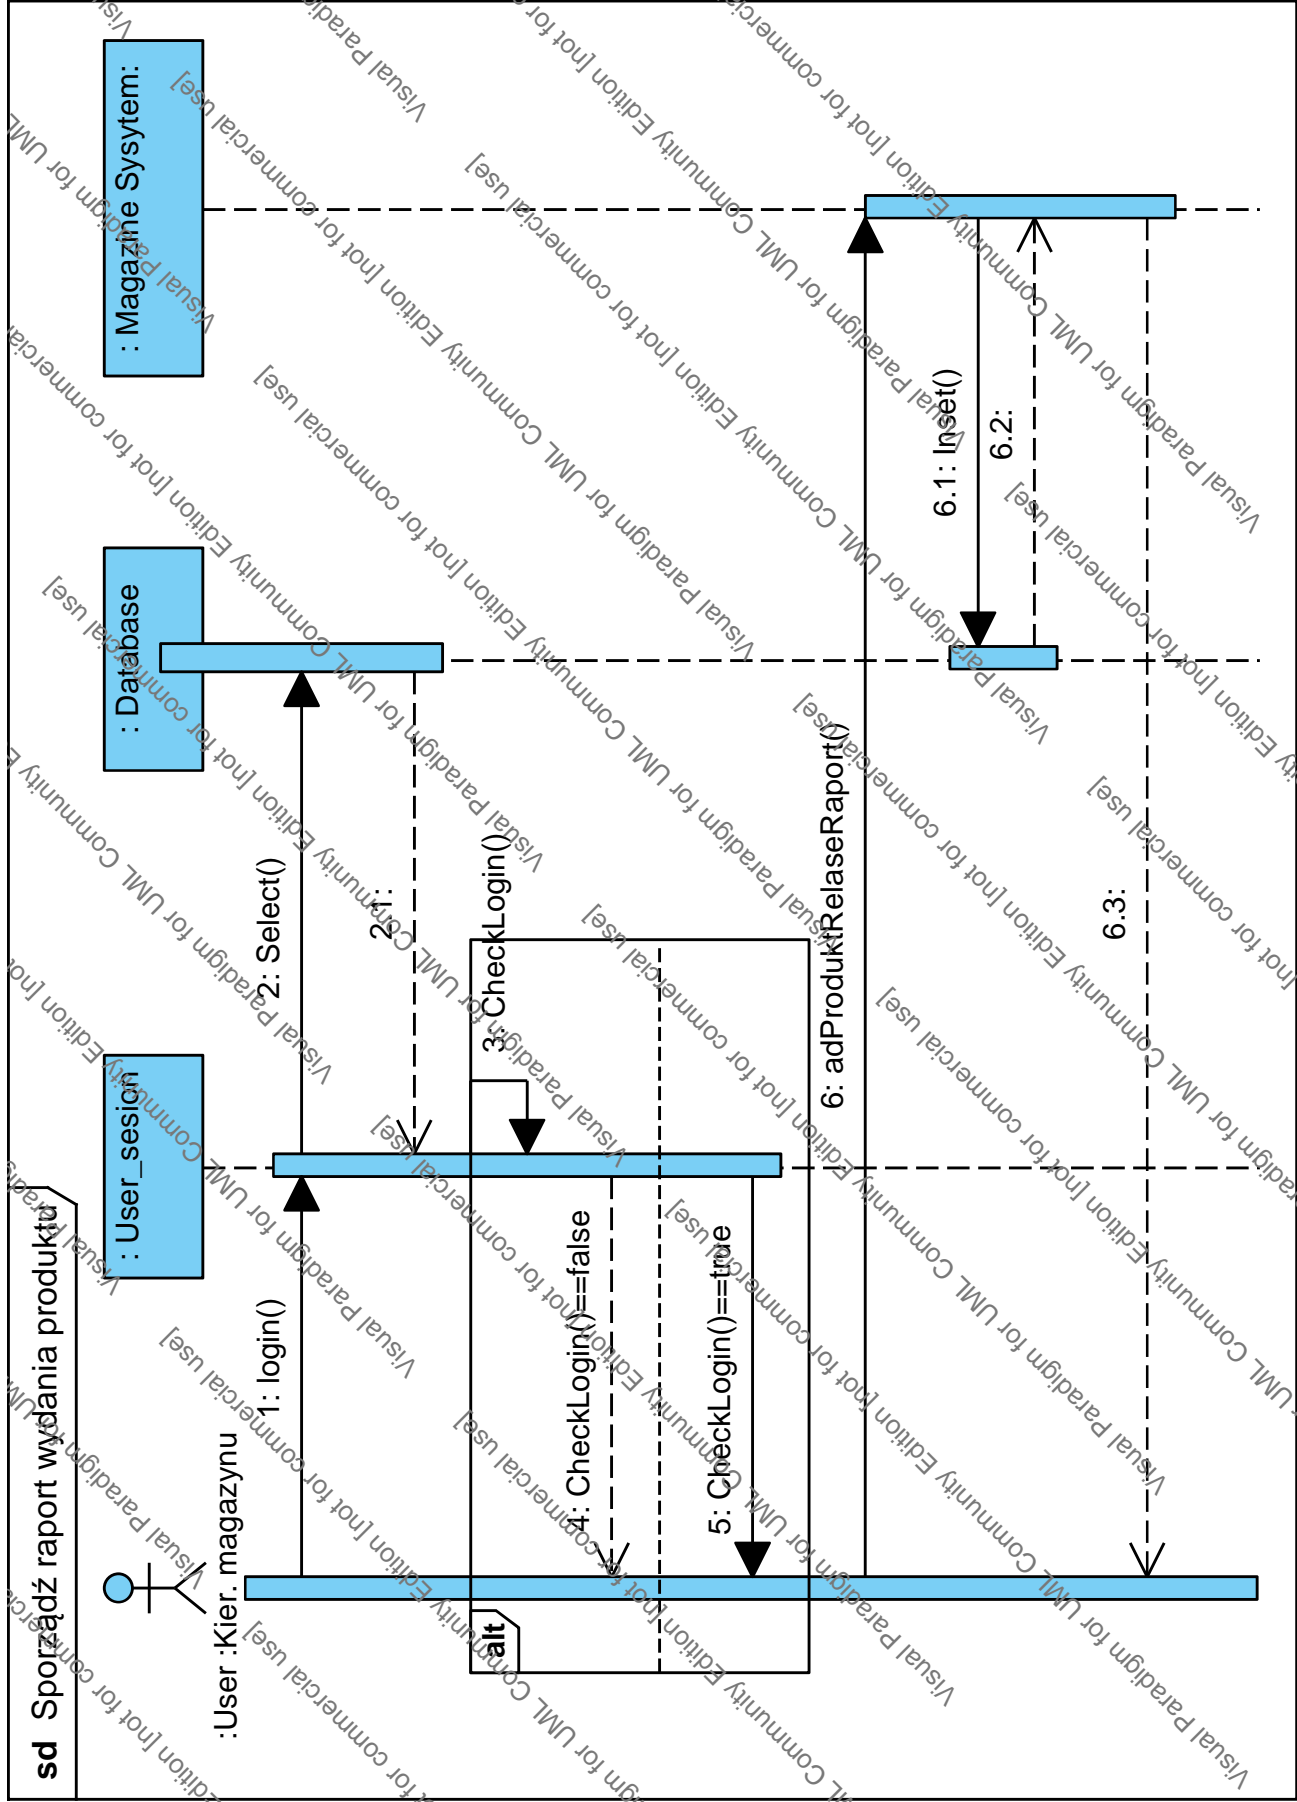 sd Sporządź raport wydania produktu
:User :Kier. magazynu
: User_sesion
: Database
: Magazine Sysytem:
1: login()
2: Select()
2.1:
alt
3: CheckLogin()
4: CheckLogin()==false
5: CheckLogin()==true
6: adProduktRelaseRaport()
6.1: Inset()
6.2:
6.3:
Visual Paradigm for UML Community Edition [not for commercial use]